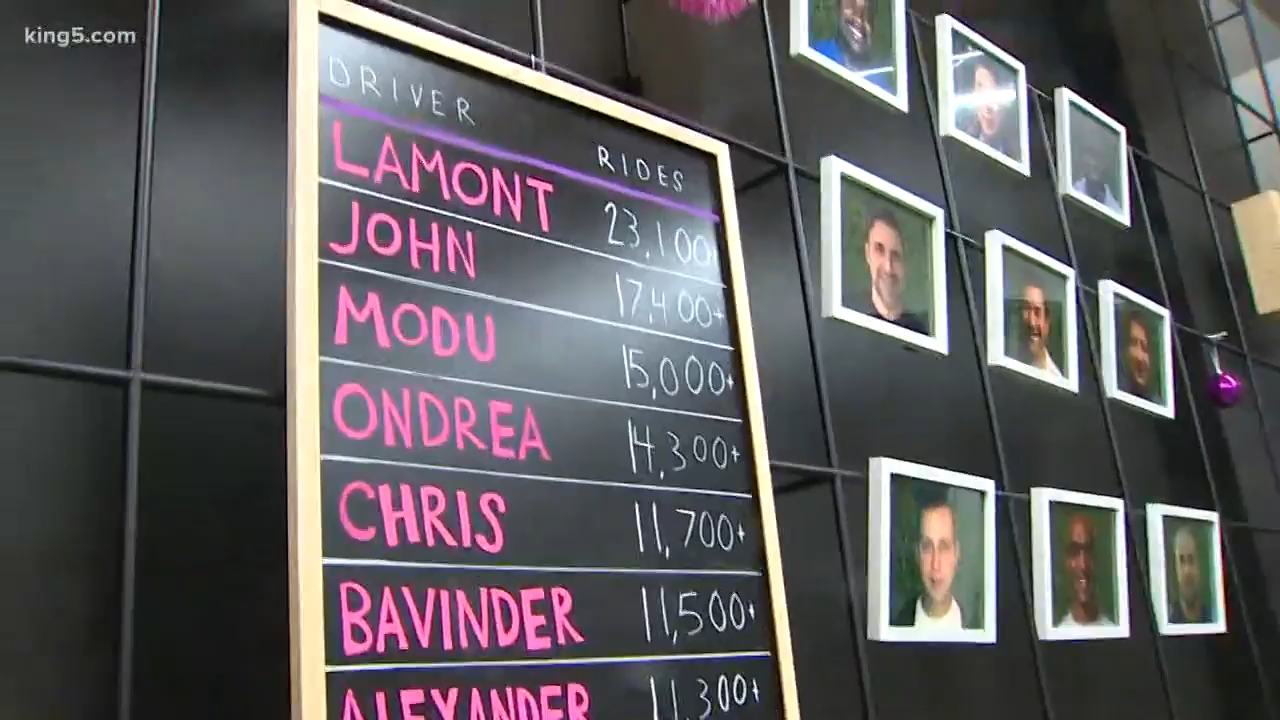 king5.com
DRIVER RIDES
LAMONT 23,100
JOHN 17,400+
MODU 15,000+
ONDREA 14,300+
CHRIS 11,700+
BAVINDER 11,500+
ALEXANDER 11,300+